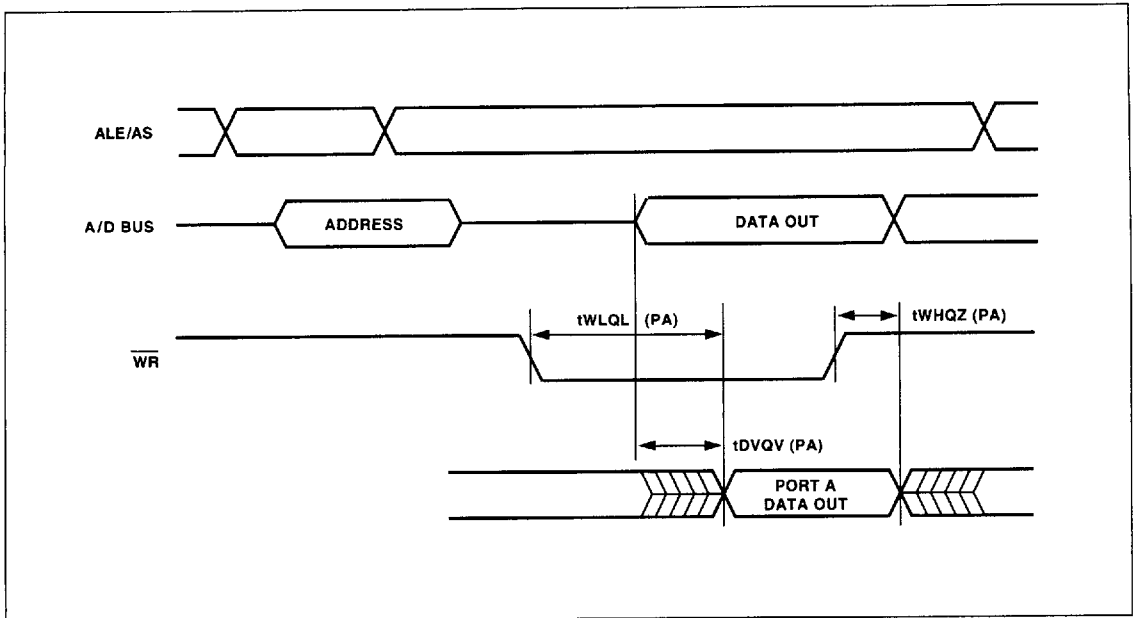 ALE/AS
A/D BUS
ADDRESS
DATA OUT
tWLQL (PA)
tWHQZ (PA)
WR
tDVQV (PA)
PORT A
DATA OUT